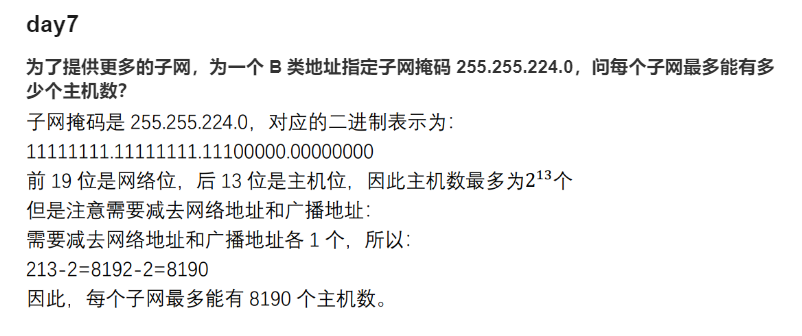 day7
为了提供更多的子网，为一个 B 类地址指定子网掩码 255.255.224.0，问每个子网最多能有多
少个主机数？
子网掩码是 255.255.224.0，对应的二进制表示为：
11111111.11111111.11100000.00000000
前 19 位是网络位，后 13 位是主机位，因此主机数最多为2¹³个
但是注意需要减去网络地址和广播地址：
需要减去网络地址和广播地址各 1 个，所以：
213-2=8192-2=8190
因此，每个子网最多能有 8190 个主机数。